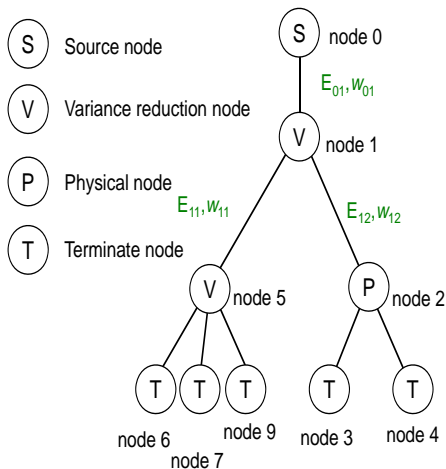 S Source node
V Variance reduction node
P Physical node
T Terminate node
S node 0
E01,w01
V node 1
E11,w11 E12,w12
V node 5 P node 2
T T T T T
node 6 node 7 node 9 node 3 node 4